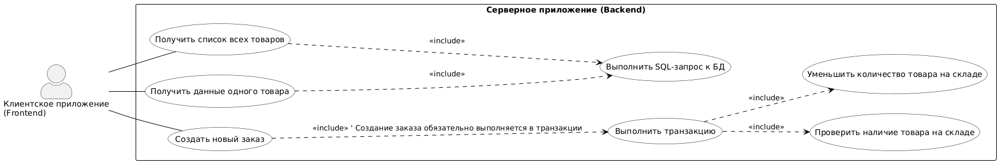 Серверное приложение (Backend)
Получить список всех товаров
«include»
Выполнить SQL-запрос к БД
Уменьшить количество товара на складе
Клиентское приложение
(Frontend)
Получить данные одного товара
«include»
«include»
Создать новый заказ
«include» ' Создание заказа обязательно выполняется в транзакции
Выполнить транзакцию
«include»
Проверить наличие товара на складе